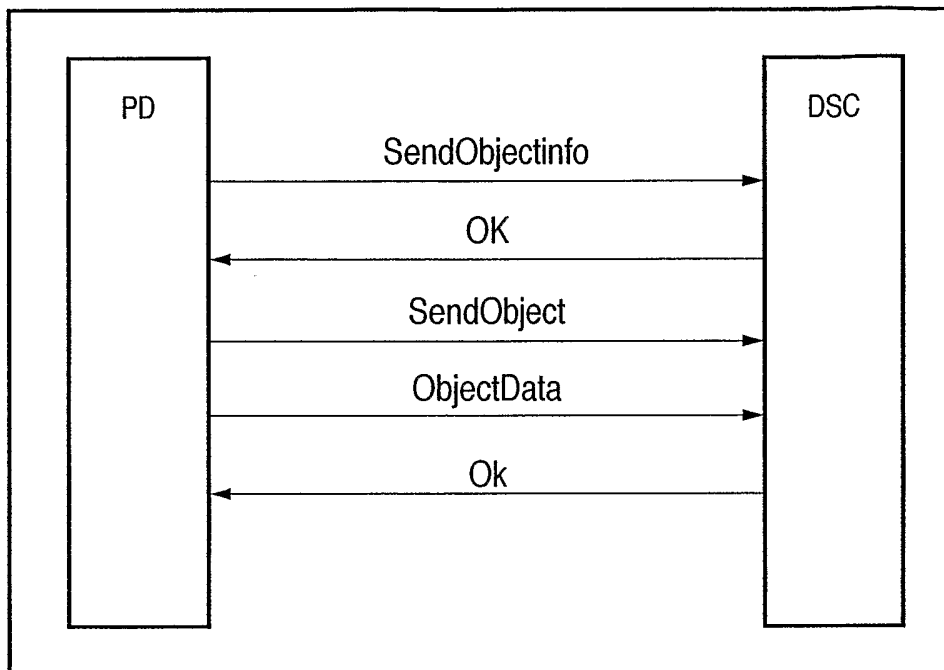 PD
DSC
SendObjectinfo
OK
SendObject
ObjectData
Ok